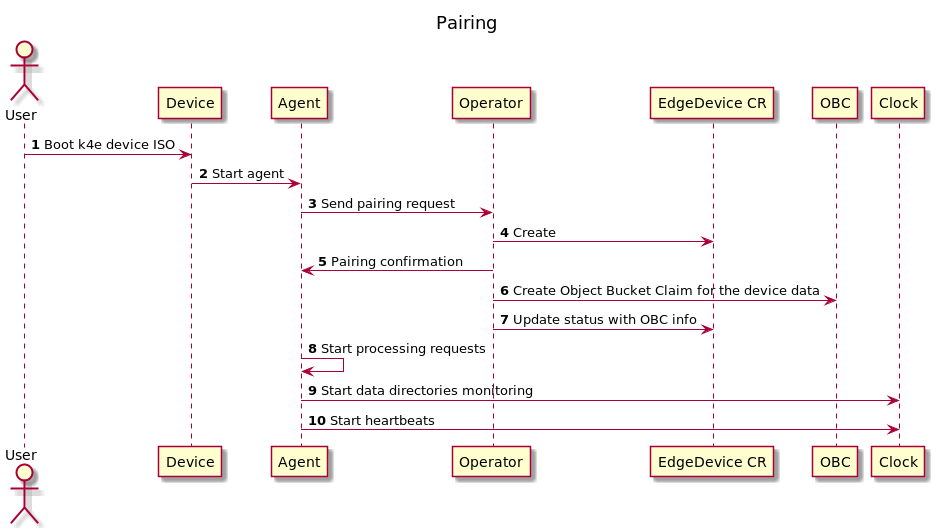 Pairing
User
Device
Agent
Operator
EdgeDevice CR
OBC
Clock
1 Boot k4e device ISO
2 Start agent
3 Send pairing request
4 Create
5 Pairing confirmation
6 Create Object Bucket Claim for the device data
7 Update status with OBC info
8 Start processing requests
9 Start data directories monitoring
10 Start heartbeats
User
Device
Agent
Operator
EdgeDevice CR
OBC
Clock